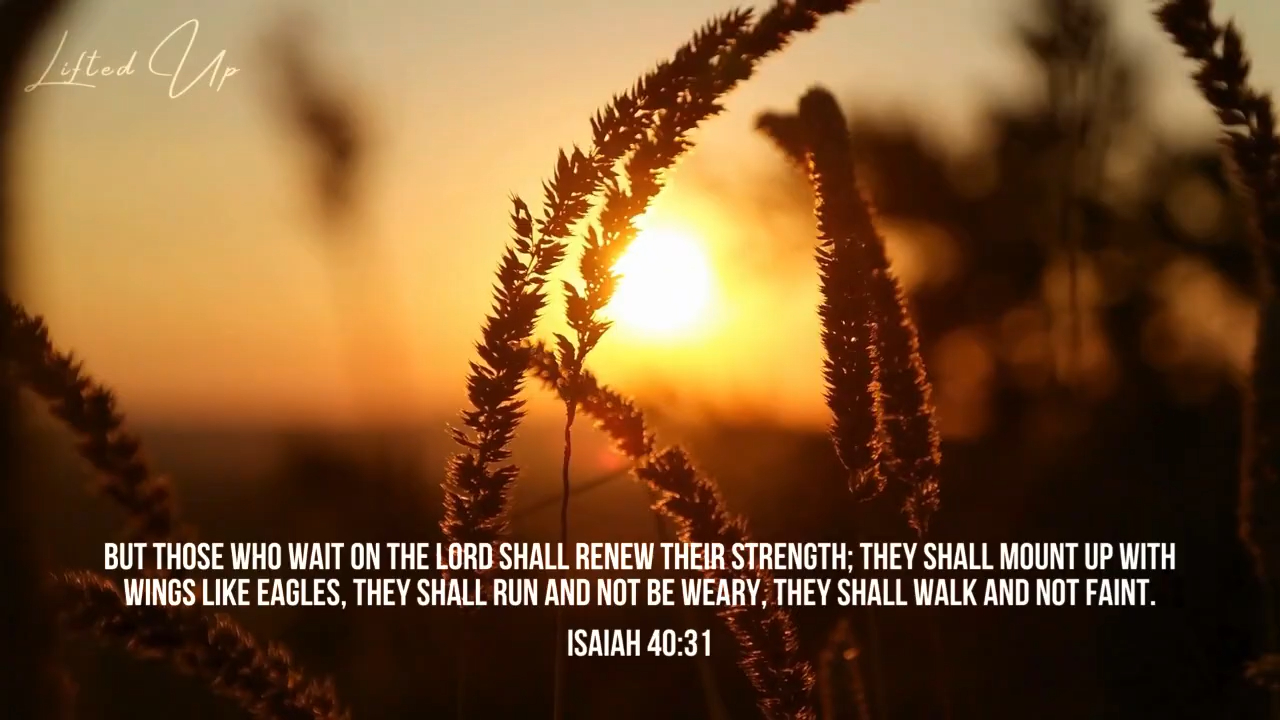 Lifted Up
BUT THOSE WHO WAIT ON THE LORD SHALL RENEW THEIR STRENGTH; THEY SHALL MOUNT UP WITH
WINGS LIKE EAGLES, THEY SHALL RUN AND NOT BE WEARY, THEY SHALL WALK AND NOT FAINT.
ISAIAH 40:31